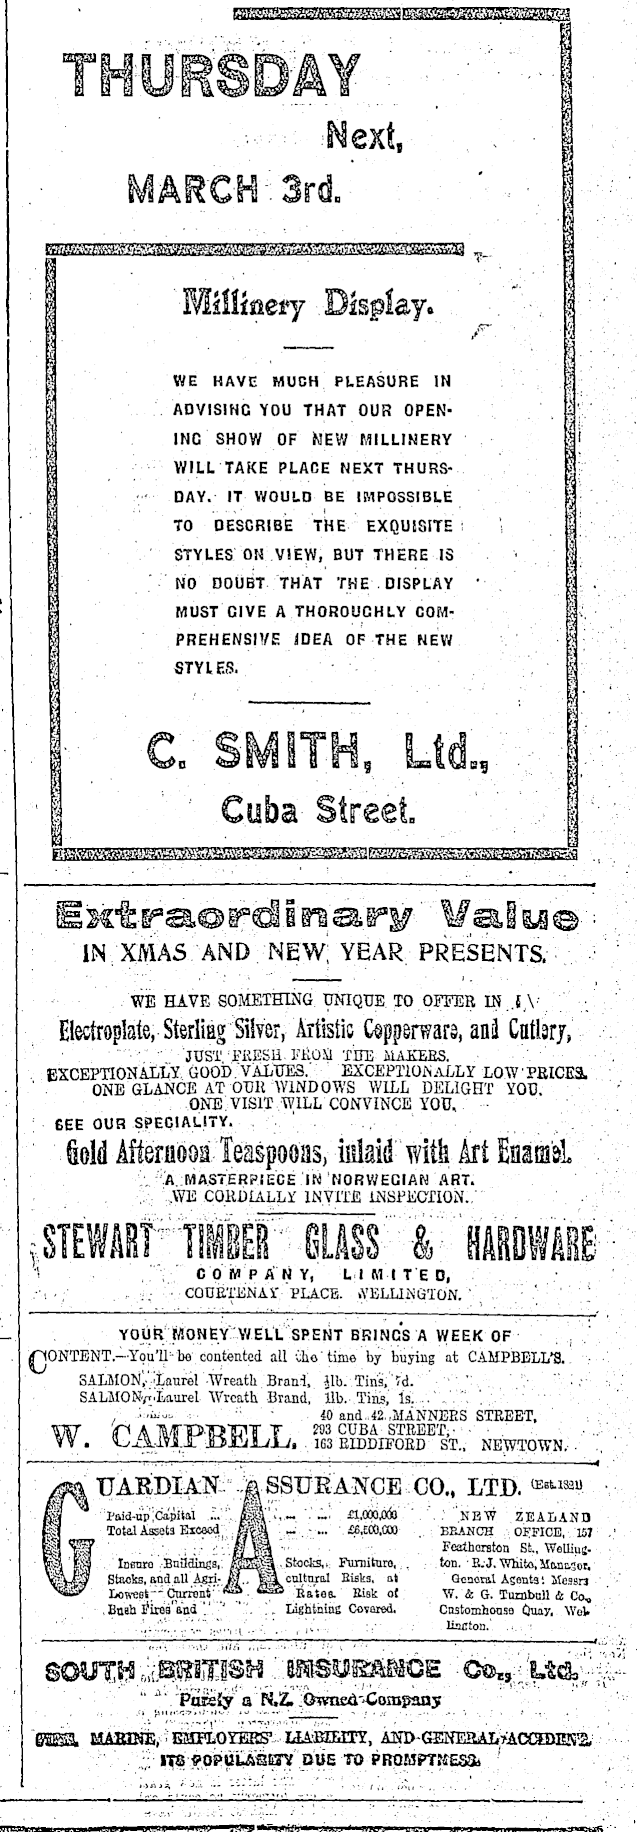 THURSDAY
Next,
MARCH 3rd.
Millinery Display.
WE HAVE MUCH PLEASURE IN
ADVISING YOU THAT OUR OPEN-
ING SHOW OF NEW MILLINERY
WILL TAKE PLACE NEXT THURS-
DAY. IT WOULD BE IMPOSSIBLE
TO DESCRIBE THE EXQUISITE
STYLES ON VIEW, BUT THERE IS
NO DOUBT THAT THE DISPLAY
MUST GIVE A THOROUGHLY COM-
PREHENSIVE IDEA OF THE NEW
STYLES.
C. SMITH, Ltd.,
Cuba Street.
Extraordinary Value
IN XMAS AND NEW YEAR PRESENTS.
WE HAVE SOMETHING UNIQUE TO OFFER IN
Electroplate, Sterling Silver, Artistic Copperware, and Cutlery,
JUST FRESH FROM THE MAKERS.
EXCEPTIONALLY GOOD VALUES. EXCEPTIONALLY LOW PRICES.
ONE GLANCE AT OUR WINDOWS WILL DELIGHT YOU.
ONE VISIT WILL CONVINCE YOU.
SEE OUR SPECIALITY.
Gold Afternoon Teaspoons, inlaid with Art Enamel.
A MASTERPIECE IN NORWEGIAN ART.
WE CORDIALLY INVITE INSPECTION.
STEWART TIMBER GLASS & HARDWARE
COMPANY, LIMITED,
COURTENAY PLACE, WELLINGTON.
YOUR MONEY WELL SPENT BRINGS A WEEK OF
CONTENT.—You'll be contented all the time by buying at CAMPBELL'S.
SALMON, Laurel Wreath Brand, Tins,
SALMON, Laurel Wreath Brand, 1lb. Tins, 1s.
W. CAMPBELL, 40 and 42 MANNERS STREET,
293 CUBA STREET,
163 RIDDIFORD ST., NEWTOWN.
GUARDIAN ASSURANCE CO., LTD. (Est. 1821)
Paid-up Capital ... ... ... £1,000,000
Total Assets Exceed ... ... £6,500,000
Insure Buildings, Stocks, Furniture,
Stacks, and all Agricultural Risks, at
Lowest Current Rates. Risk of
Bush Fires and Lightning Covered.
NEW ZEALAND
BRANCH OFFICE, 157
Featherston St., Welling-
ton. R. J. White, Manager.
General Agents: Messrs
W. & G. Turnbull & Co.,
Customhouse Quay, Wel-
lington.
SOUTH BRITISH INSURANCE Co., Ltd.
Purely a N.Z. Owned Company
MARINE, EMPLOYERS' LIABILITY, AND GENERAL ACCIDENT.
ITS POPULARITY DUE TO PROMPTNESS.